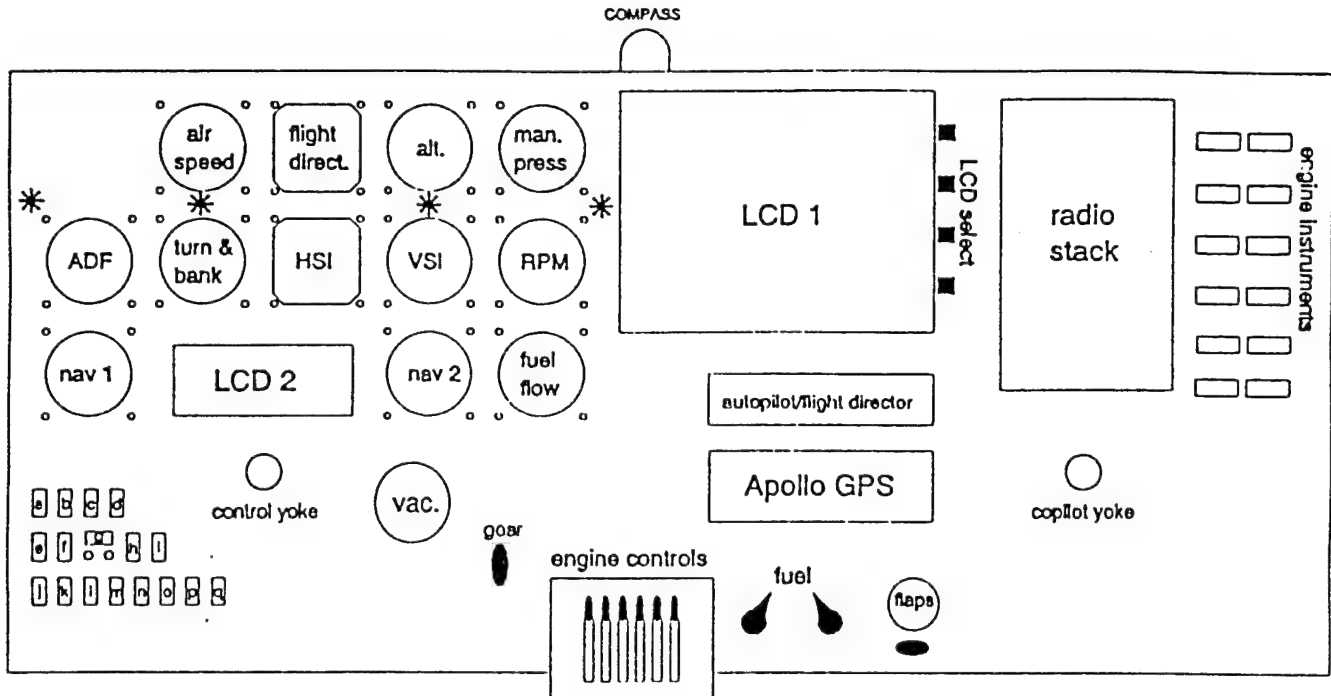 COMPASS
air
speed
flight
direct.
alt.
man.
press
LCD 1
LCD select
radio
stack
engine instruments
ADF
turn &
bank
HSI
VSI
RPM
nav 1
LCD 2
nav 2
fuel
flow
autopilot/flight director
control yoke
vac.
Apollo GPS
copilot yoke
a b c d
e f g h i
j k l m n o p q
gear
engine controls
fuel
flaps